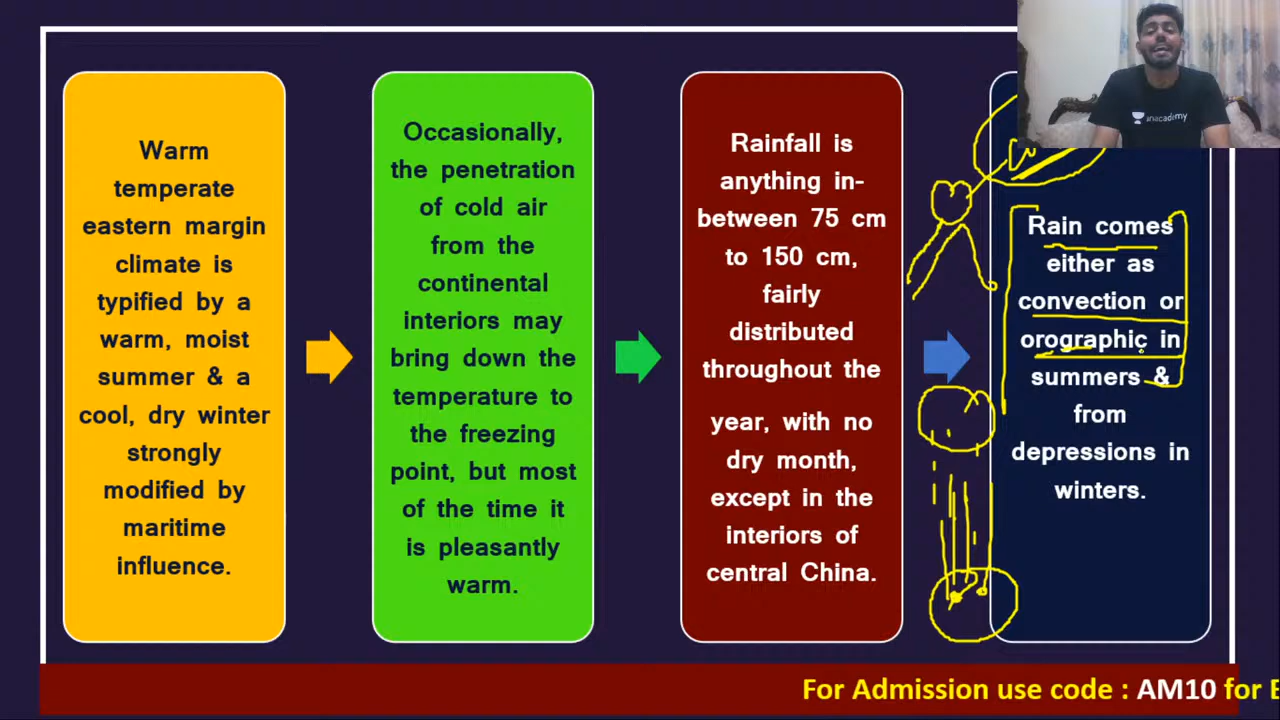 Warm
temperate
eastern margin
climate is
typified by a
warm, moist
summer & a
cool, dry winter
strongly
modified by
maritime
influence.
Occasionally,
the penetration
of cold air
from the
continental
interiors may
bring down the
temperature to
the freezing
point, but most
of the time it
is pleasantly
warm.
Rainfall is
anything in-
between 75 cm
to 150 cm,
fairly
distributed
throughout the
year, with no
dry month,
except in the
interiors of
central China.
Rain comes
either as
convection or
orographic in
summers &
from
depressions in
winters.
unacademy
For Admission use code : AM10 for E